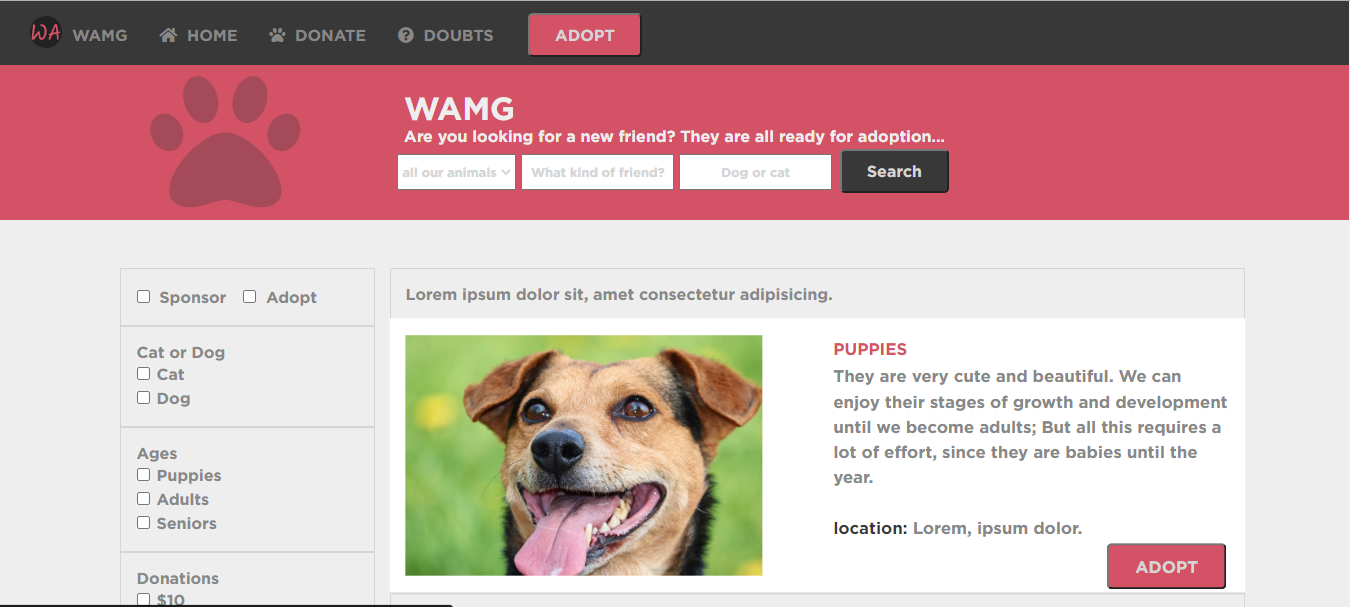 WA WAMG HOME DONATE DOUBTS ADOPT
WAMG
Are you looking for a new friend? They are all ready for adoption...
all our animals What kind of friend? Dog or cat Search
Sponsor Adopt
Cat or Dog
Cat
Dog
Ages
Puppies
Adults
Seniors
Donations
$10
Lorem ipsum dolor sit, amet consectetur adipisicing.
PUPPIES
They are very cute and beautiful. We can
enjoy their stages of growth and development
until we become adults; But all this requires a
lot of effort, since they are babies until the
year.
location: Lorem, ipsum dolor.
ADOPT